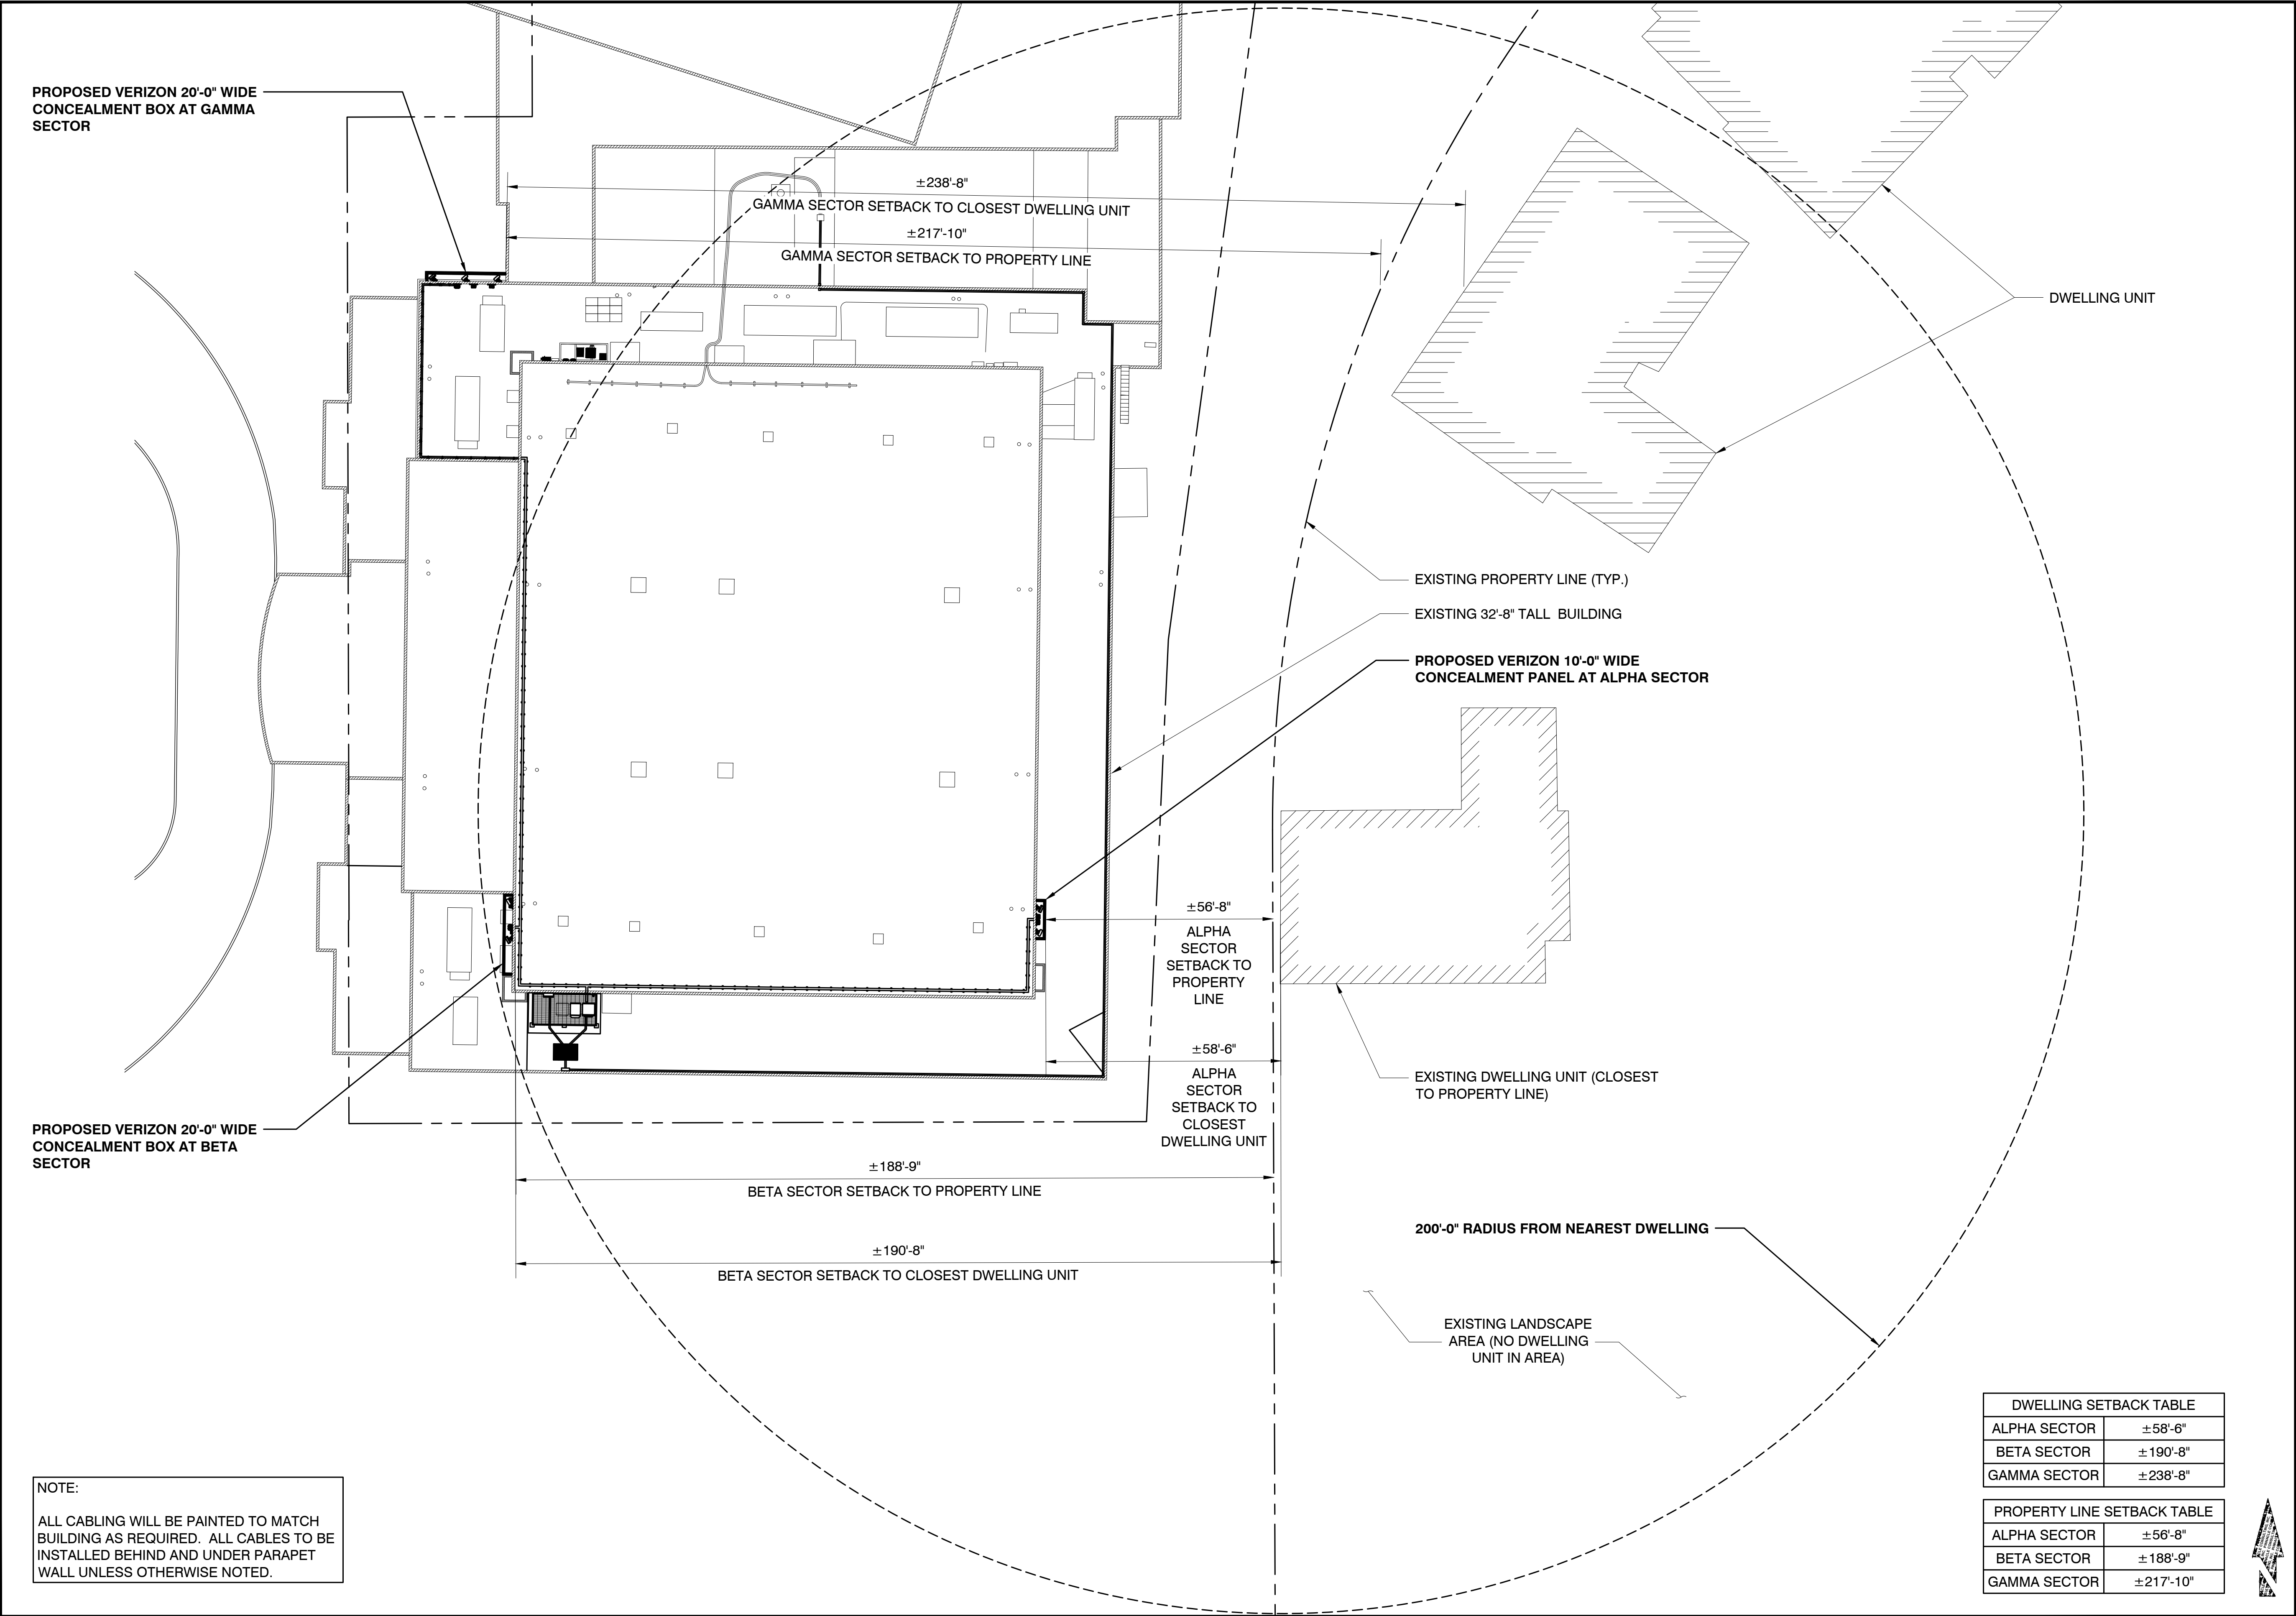 PROPOSED VERIZON 20'-0" WIDE
CONCEALMENT BOX AT GAMMA
SECTOR
±238'-8"
GAMMA SECTOR SETBACK TO CLOSEST DWELLING UNIT
±217'-10"
GAMMA SECTOR SETBACK TO PROPERTY LINE
DWELLING UNIT
EXISTING PROPERTY LINE (TYP.)
EXISTING 32'-8" TALL BUILDING
PROPOSED VERIZON 10'-0" WIDE
CONCEALMENT PANEL AT ALPHA SECTOR
±56'-8"
ALPHA
SECTOR
SETBACK TO
PROPERTY
LINE
±58'-6"
ALPHA
SECTOR
SETBACK TO
CLOSEST
DWELLING UNIT
EXISTING DWELLING UNIT (CLOSEST
TO PROPERTY LINE)
PROPOSED VERIZON 20'-0" WIDE
CONCEALMENT BOX AT BETA
SECTOR
±188'-9"
BETA SECTOR SETBACK TO PROPERTY LINE
±190'-8"
BETA SECTOR SETBACK TO CLOSEST DWELLING UNIT
200'-0" RADIUS FROM NEAREST DWELLING
EXISTING LANDSCAPE
AREA (NO DWELLING
UNIT IN AREA)
NOTE:
ALL CABLING WILL BE PAINTED TO MATCH
BUILDING AS REQUIRED. ALL CABLES TO BE
INSTALLED BEHIND AND UNDER PARAPET
WALL UNLESS OTHERWISE NOTED.
DWELLING SETBACK TABLE
ALPHA SECTOR ±58'-6"
BETA SECTOR ±190'-8"
GAMMA SECTOR ±238'-8"
PROPERTY LINE SETBACK TABLE
ALPHA SECTOR ±56'-8"
BETA SECTOR ±188'-9"
GAMMA SECTOR ±217'-10"